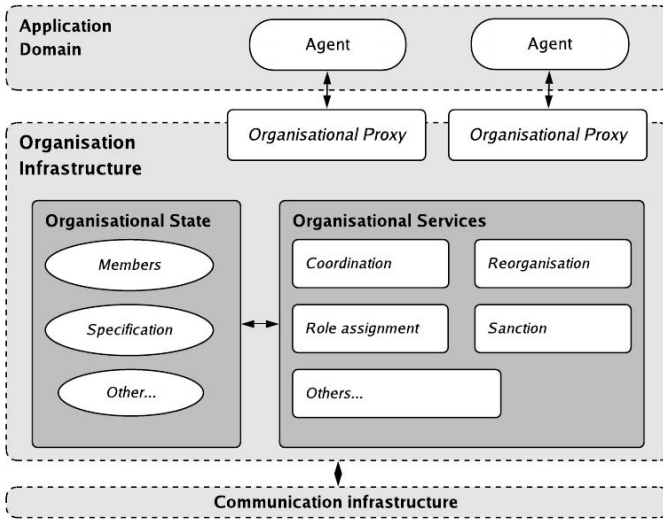 Application
Domain
Agent
Agent
Organisational Proxy
Organisational Proxy
Organisation
Infrastructure
Organisational State
Members
Specification
Other...
Organisational Services
Coordination
Reorganisation
Role assignment
Sanction
Others...
Communication infrastructure